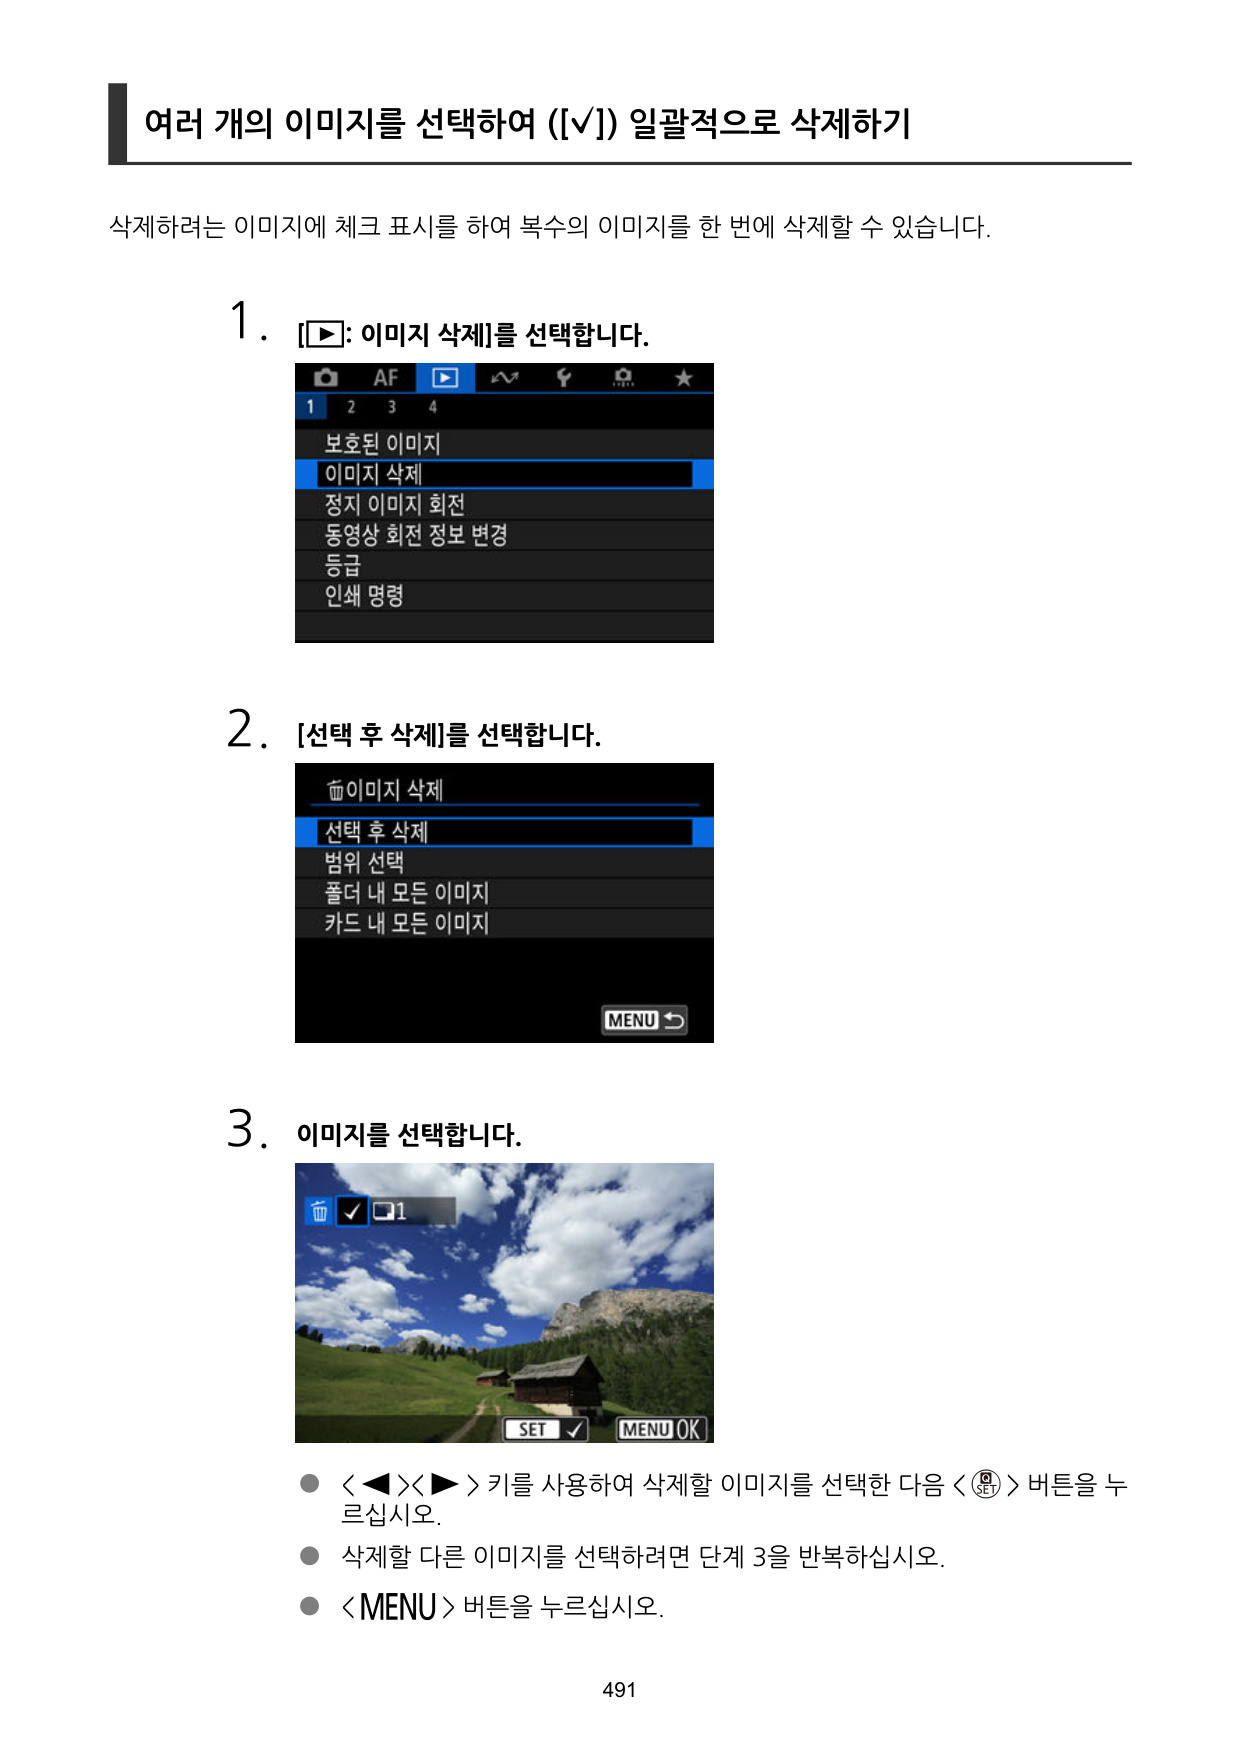 여러 개의 이미지를 선택하여 ([✓]) 일괄적으로 삭제하기
삭제하려는 이미지에 체크 표시를 하여 복수의 이미지를 한 번에 삭제할 수 있습니다.
1. [▶: 이미지 삭제]를 선택합니다.
AF
1 2 3 4
보호된 이미지
이미지 삭제
정지 이미지 회전
동영상 회전 정보 변경
등급
인쇄 명령
2. [선택 후 삭제]를 선택합니다.
이미지 삭제
선택 후 삭제
범위 선택
폴더 내 모든 이미지
카드 내 모든 이미지
MENU
3. 이미지를 선택합니다.
1
SET ✓ MENU OK
● <◀><▶> 키를 사용하여 삭제할 이미지를 선택한 다음 <Q SET> 버튼을 누
르십시오.
● 삭제할 다른 이미지를 선택하려면 단계 3을 반복하십시오.
● <MENU> 버튼을 누르십시오.
491